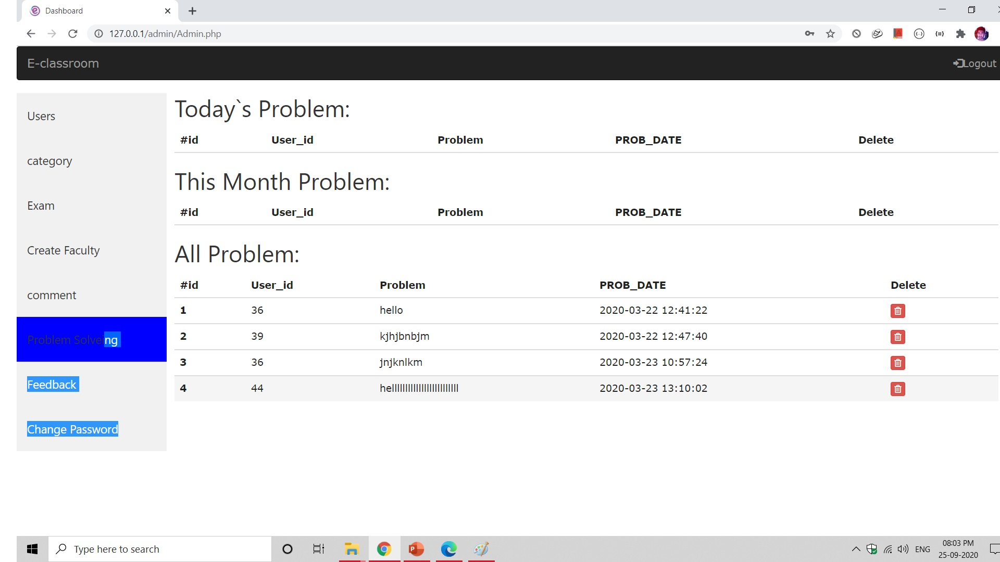 Dashboard
127.0.0.1/admin/Admin.php
E-classroom
Logout
Users
category
Exam
Create Faculty
comment
Problem Solveing
Feedback
Change Password
Today`s Problem:
#id User_id Problem PROB_DATE Delete
This Month Problem:
#id User_id Problem PROB_DATE Delete
All Problem:
#id User_id Problem PROB_DATE Delete
1 36 hello 2020-03-22 12:41:22
2 39 kjhjbnbjm 2020-03-22 12:47:40
3 36 jnjknlkm 2020-03-23 10:57:24
4 44 2020-03-23 13:10:02
Type here to search
ENG
08:03 PM
25-09-2020